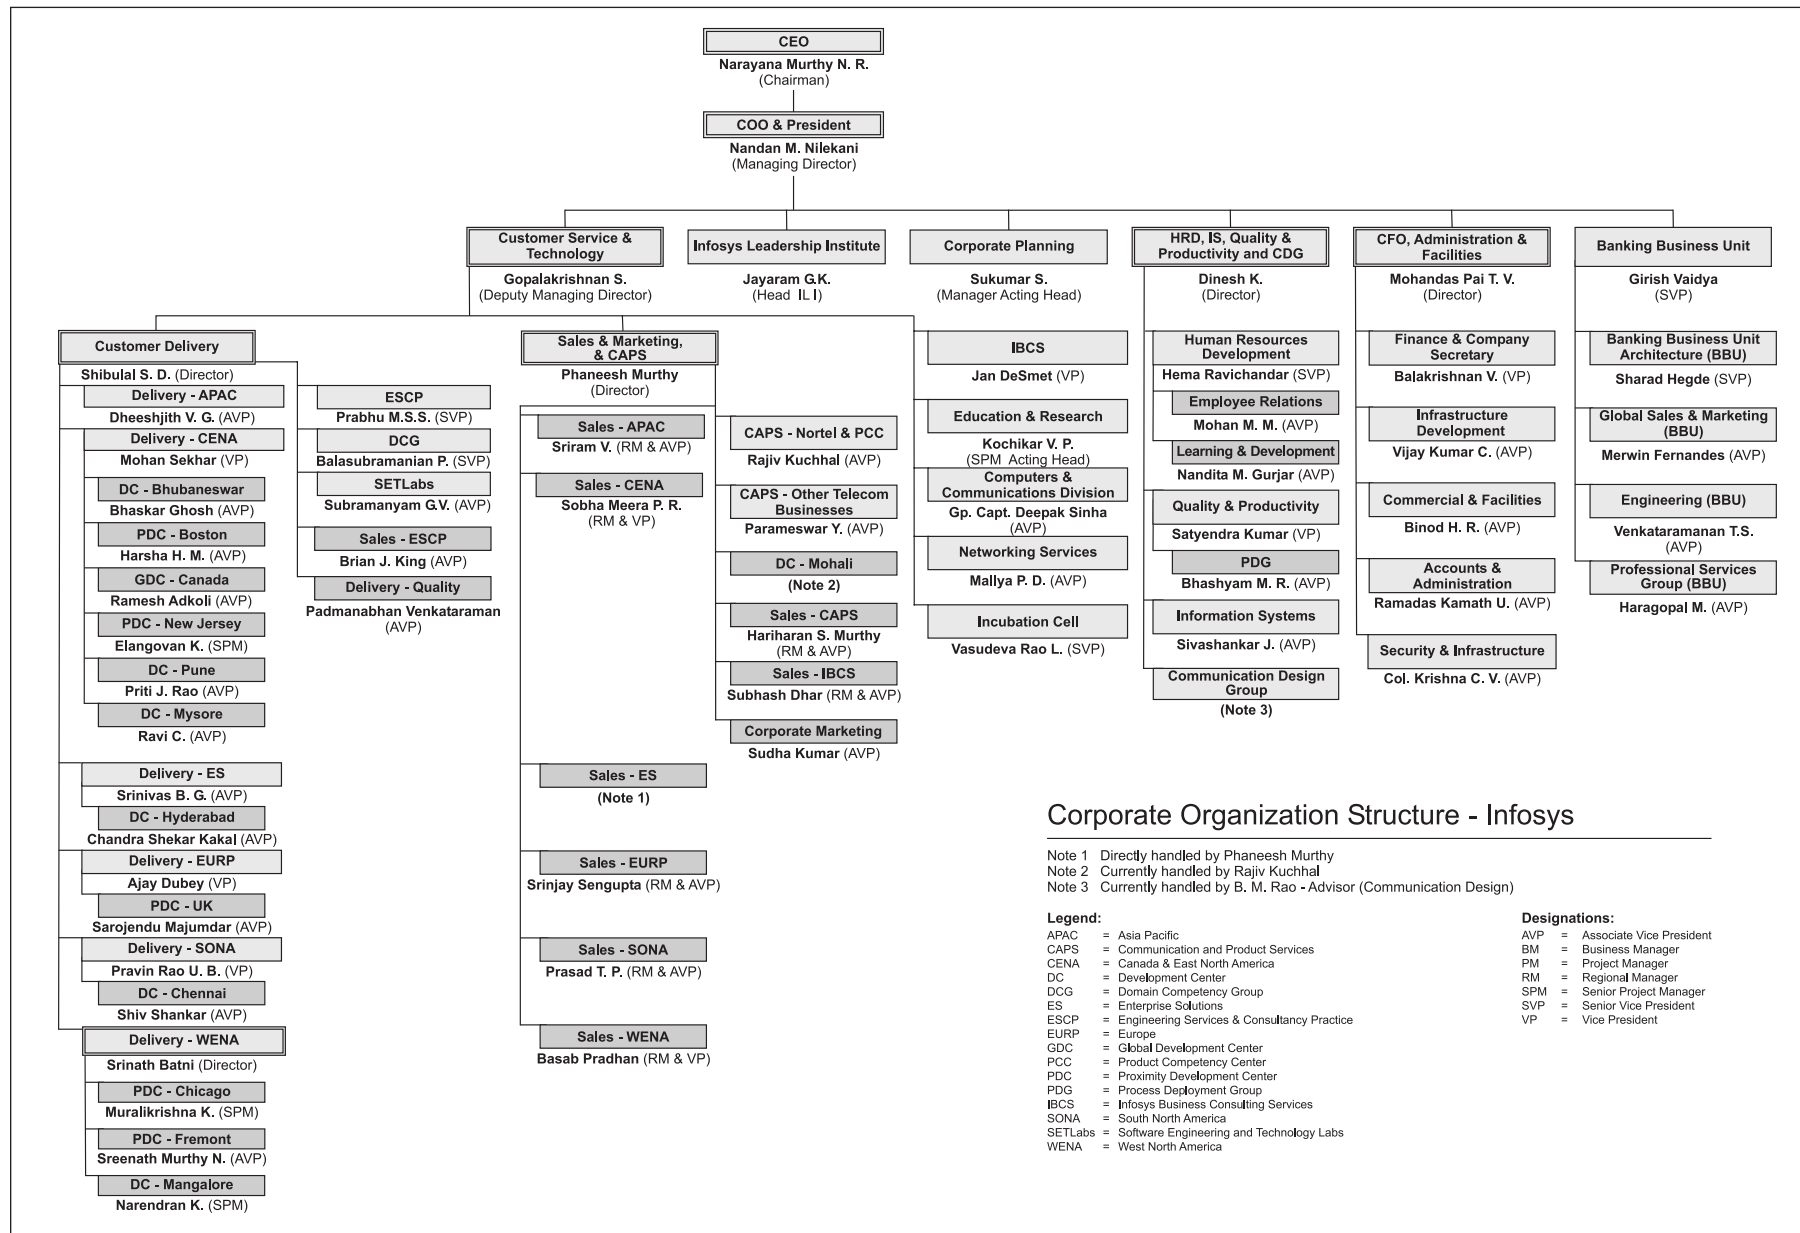 CEO
Narayana Murthy N. R.
(Chairman)
COO & President
Nandan M. Nilekani
(Managing Director)
Customer Service &
Technology
Gopalakrishnan S.
(Deputy Managing Director)
Infosys Leadership Institute
Jayaram G.K.
(Head IL I)
Corporate Planning
Sukumar S.
(Manager Acting Head)
HRD, IS, Quality &
Productivity and CDG
Dinesh K.
(Director)
CFO, Administration &
Facilities
Mohandas Pai T. V.
(Director)
Banking Business Unit
Girish Vaidya
(SVP)
Customer Delivery
Shibulal S. D. (Director)
Delivery - APAC
Dheeshjith V. G. (AVP)
Delivery - CENA
Mohan Sekhar (VP)
DC - Bhubaneswar
Bhaskar Ghosh (AVP)
PDC - Boston
Harsha H. M. (AVP)
GDC - Canada
Ramesh Adkoli (AVP)
PDC - New Jersey
Elangovan K. (SPM)
DC - Pune
Priti J. Rao (AVP)
DC - Mysore
Ravi C. (AVP)
Delivery - ES
Srinivas B. G. (AVP)
DC - Hyderabad
Chandra Shekar Kakal (AVP)
Delivery - EURP
Ajay Dubey (VP)
PDC - UK
Sarojendu Majumdar (AVP)
Delivery - SONA
Pravin Rao U. B. (VP)
DC - Chennai
Shiv Shankar (AVP)
Delivery - WENA
Srinath Batni (Director)
PDC - Chicago
Muralikrishna K. (SPM)
PDC - Fremont
Sreenath Murthy N. (AVP)
DC - Mangalore
Narendran K. (SPM)
ESCP
Prabhu M.S.S. (SVP)
DCG
Balasubramanian P. (SVP)
SETLabs
Subramanyam G.V. (AVP)
Sales - ESCP
Brian J. King (AVP)
Delivery - Quality
Padmanabhan Venkataraman
(AVP)
Sales & Marketing,
& CAPS
Phaneesh Murthy
(Director)
Sales - APAC
Sriram V. (RM & AVP)
Sales - CENA
Sobha Meera P. R.
(RM & VP)
Sales - ES
(Note 1)
Sales - EURP
Srinjay Sengupta (RM & AVP)
Sales - SONA
Prasad T. P. (RM & AVP)
Sales - WENA
Basab Pradhan (RM & VP)
CAPS - Nortel & PCC
Rajiv Kuchhal (AVP)
CAPS - Other Telecom
Businesses
Parameswar Y. (AVP)
DC - Mohali
(Note 2)
Sales - CAPS
Hariharan S. Murthy
(RM & AVP)
Sales - IBCS
Subhash Dhar (RM & AVP)
Corporate Marketing
Sudha Kumar (AVP)
IBCS
Jan DeSmet (VP)
Education & Research
Kochikar V. P.
(SPM Acting Head)
Computers &
Communications Division
Gp. Capt. Deepak Sinha
(AVP)
Networking Services
Mallya P. D. (AVP)
Incubation Cell
Vasudeva Rao L. (SVP)
Human Resources
Development
Hema Ravichandar (SVP)
Employee Relations
Mohan M. M. (AVP)
Learning & Development
Nandita M. Gurjar (AVP)
Quality & Productivity
Satyendra Kumar (VP)
PDG
Bhashyam M. R. (AVP)
Information Systems
Sivashankar J. (AVP)
Communication Design
Group
(Note 3)
Finance & Company
Secretary
Balakrishnan V. (VP)
Infrastructure
Development
Vijay Kumar C. (AVP)
Commercial & Facilities
Binod H. R. (AVP)
Accounts &
Administration
Ramadas Kamath U. (AVP)
Security & Infrastructure
Col. Krishna C. V. (AVP)
Banking Business Unit
Architecture (BBU)
Sharad Hegde (SVP)
Global Sales & Marketing
(BBU)
Merwin Fernandes (AVP)
Engineering (BBU)
Venkataramanan T.S.
(AVP)
Professional Services
Group (BBU)
Haragopal M. (AVP)
Corporate Organization Structure - Infosys
Note 1 Directly handled by Phaneesh Murthy
Note 2 Currently handled by Rajiv Kuchhal
Note 3 Currently handled by B. M. Rao - Advisor (Communication Design)
Legend:
APAC = Asia Pacific
CAPS = Communication and Product Services
CENA = Canada & East North America
DC = Development Center
DCG = Domain Competency Group
ES = Enterprise Solutions
ESCP = Engineering Services & Consultancy Practice
EURP = Europe
GDC = Global Development Center
PCC = Product Competency Center
PDC = Proximity Development Center
PDG = Process Deployment Group
IBCS = Infosys Business Consulting Services
SONA = South North America
SETLabs = Software Engineering and Technology Labs
WENA = West North America
Designations:
AVP = Associate Vice President
BM = Business Manager
PM = Project Manager
RM = Regional Manager
SPM = Senior Project Manager
SVP = Senior Vice President
VP = Vice President